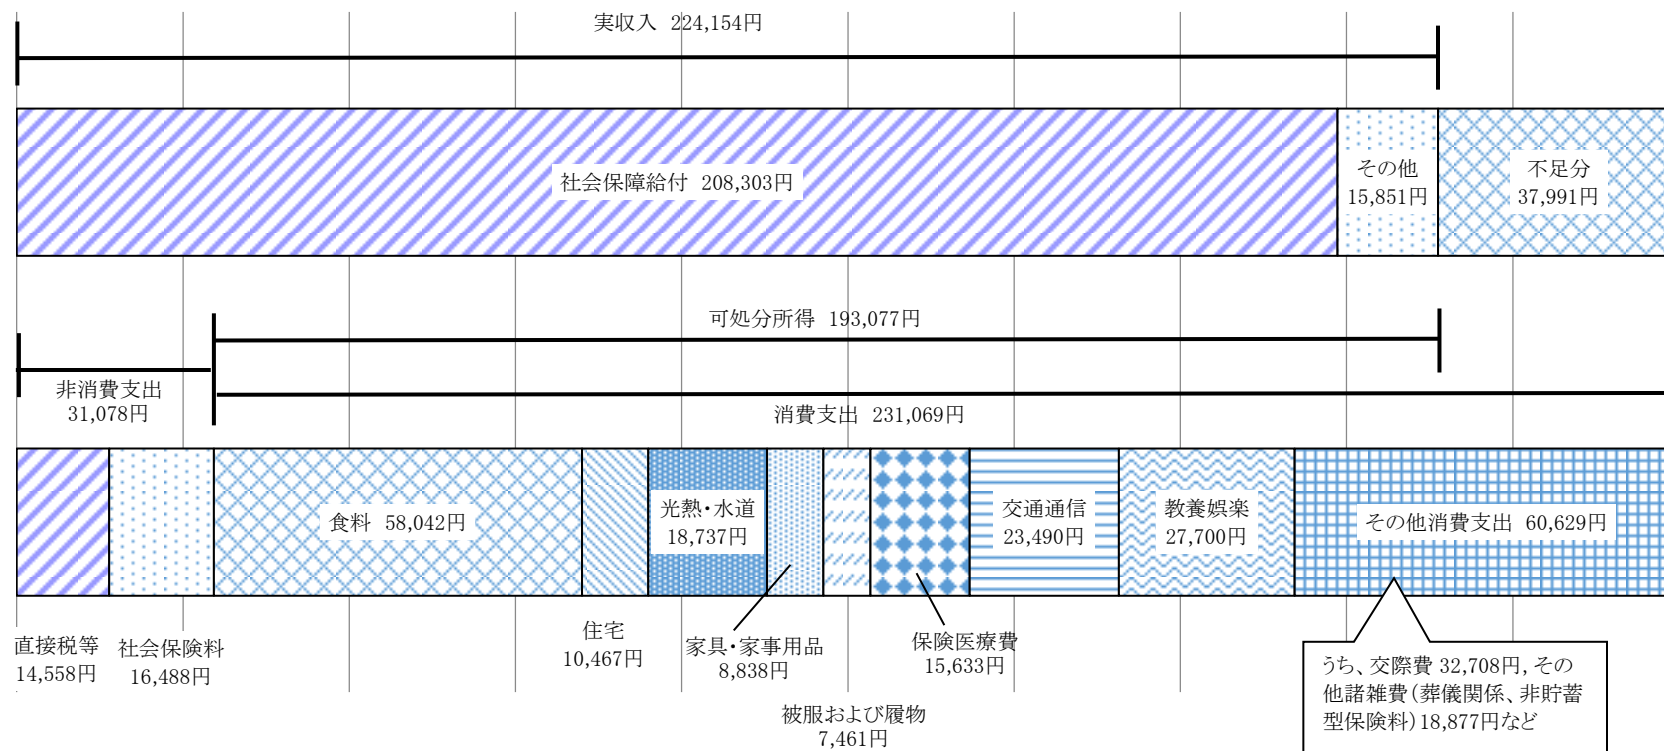 実収入 224,154円
社会保障給付 208,303円
その他
15,851円
不足分
37,991円
可処分所得 193,077円
非消費支出
31,078円
消費支出 231,069円
食料 58,042円
光熱・水道
18,737円
交通通信
23,490円
教養娯楽
27,700円
その他消費支出 60,629円
直接税等
14,558円
社会保険料
16,488円
住宅
10,467円
家具・家事用品
8,838円
被服および履物
7,461円
保険医療費
15,633円
うち、交際費 32,708円, その
他諸雑費(葬儀関係、非貯蓄
型保険料)18,877円など